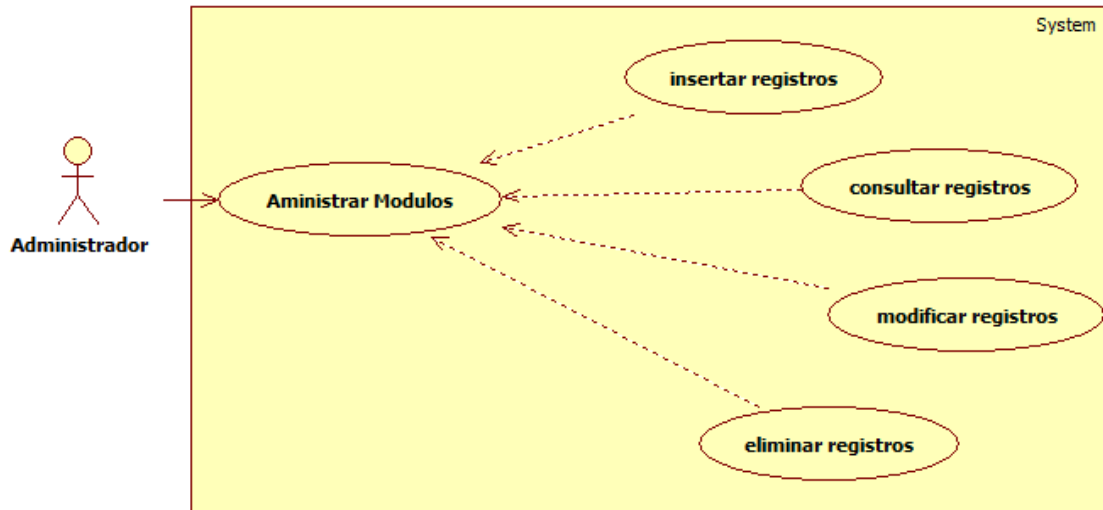 System
insertar registros
consultar registros
Aministrar Modulos
Administrador
modificar registros
eliminar registros